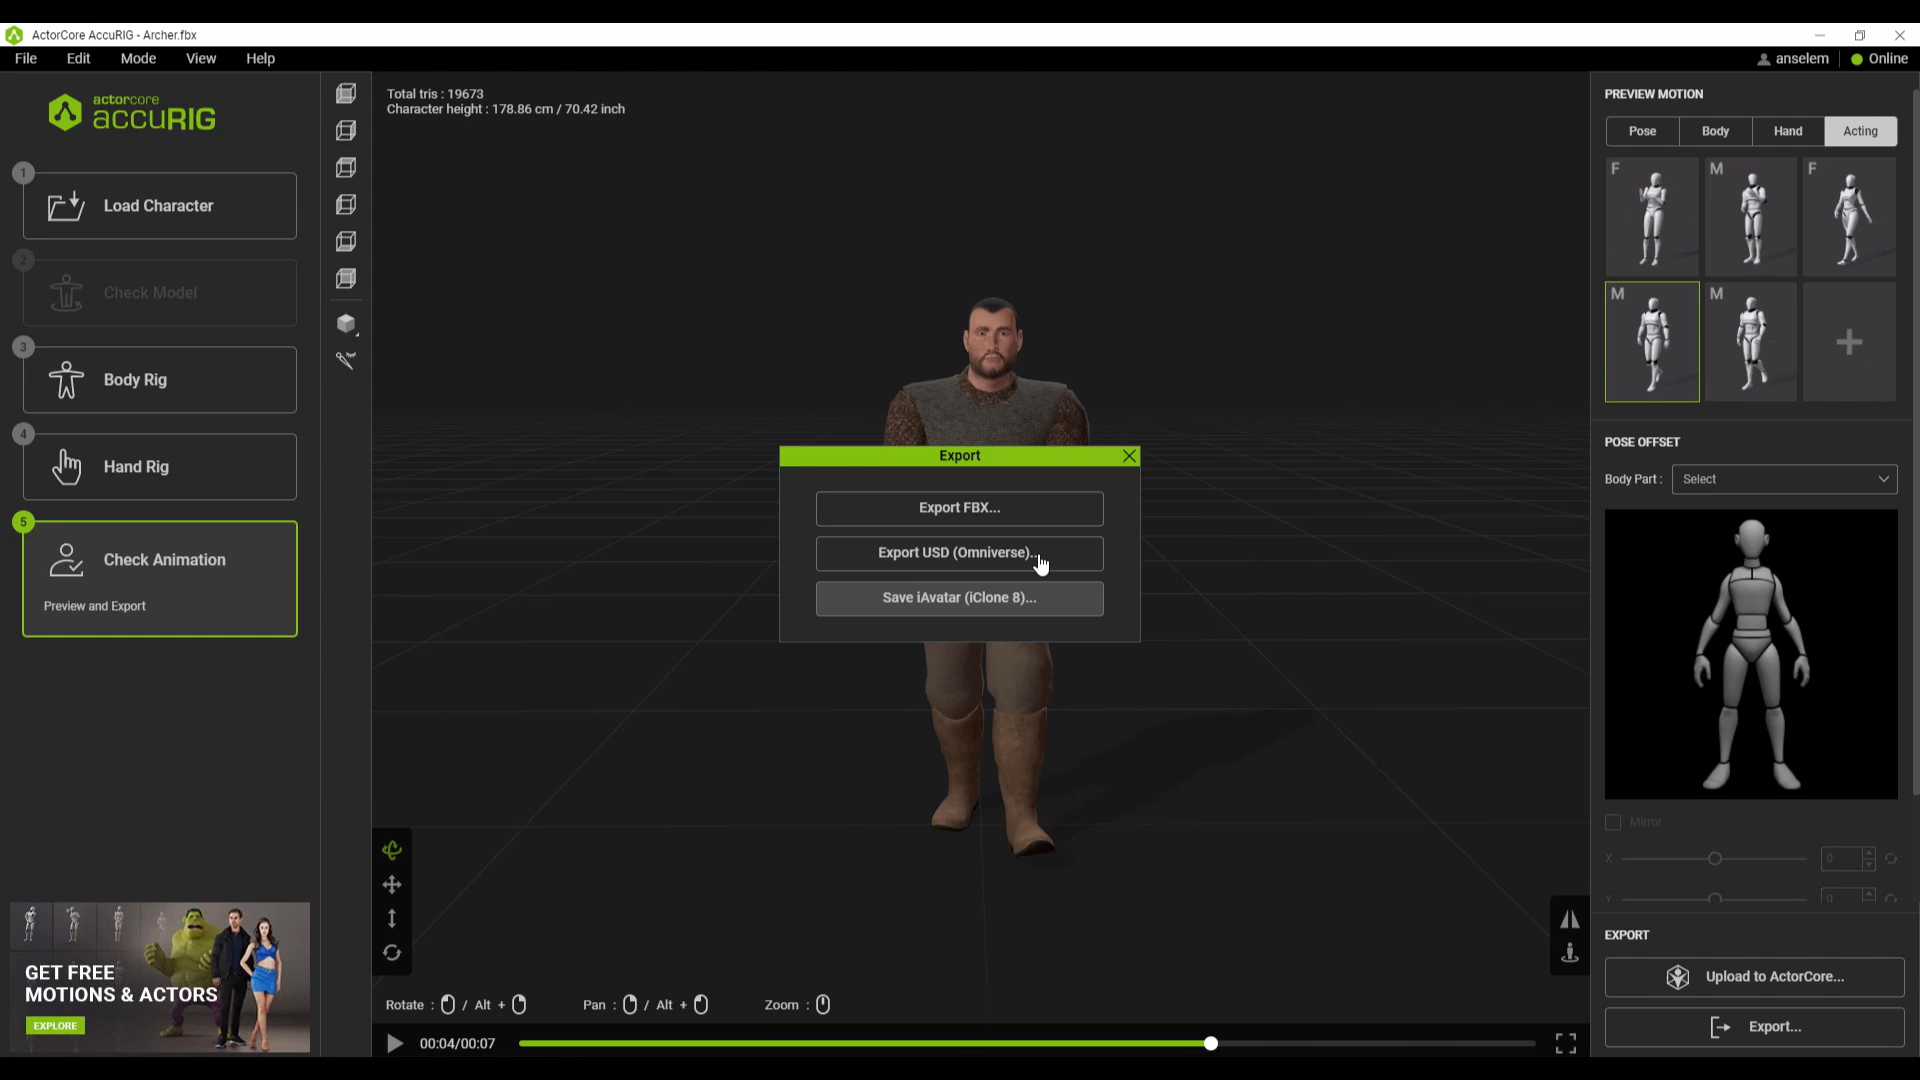 ActorCore AccuRIG - Archer.fbx
File Edit Mode View Help
anselem Online
actorcore
accuRIG
1
Load Character
2
Check Model
3
Body Rig
4
Hand Rig
5
Check Animation
Preview and Export
GET FREE
MOTIONS & ACTORS
EXPLORE
Total tris : 19673
Character height : 178.86 cm / 70.42 inch
Export
Export FBX...
Export USD (Omniverse)...
Save iAvatar (iClone 8)...
Rotate : / Alt + Pan : / Alt + Zoom :
00:04/00:07
PREVIEW MOTION
Pose Body Hand Acting
F M F
M M
POSE OFFSET
Body Part : Select
Mirror
X 0
Y 0
EXPORT
Upload to ActorCore...
Export...